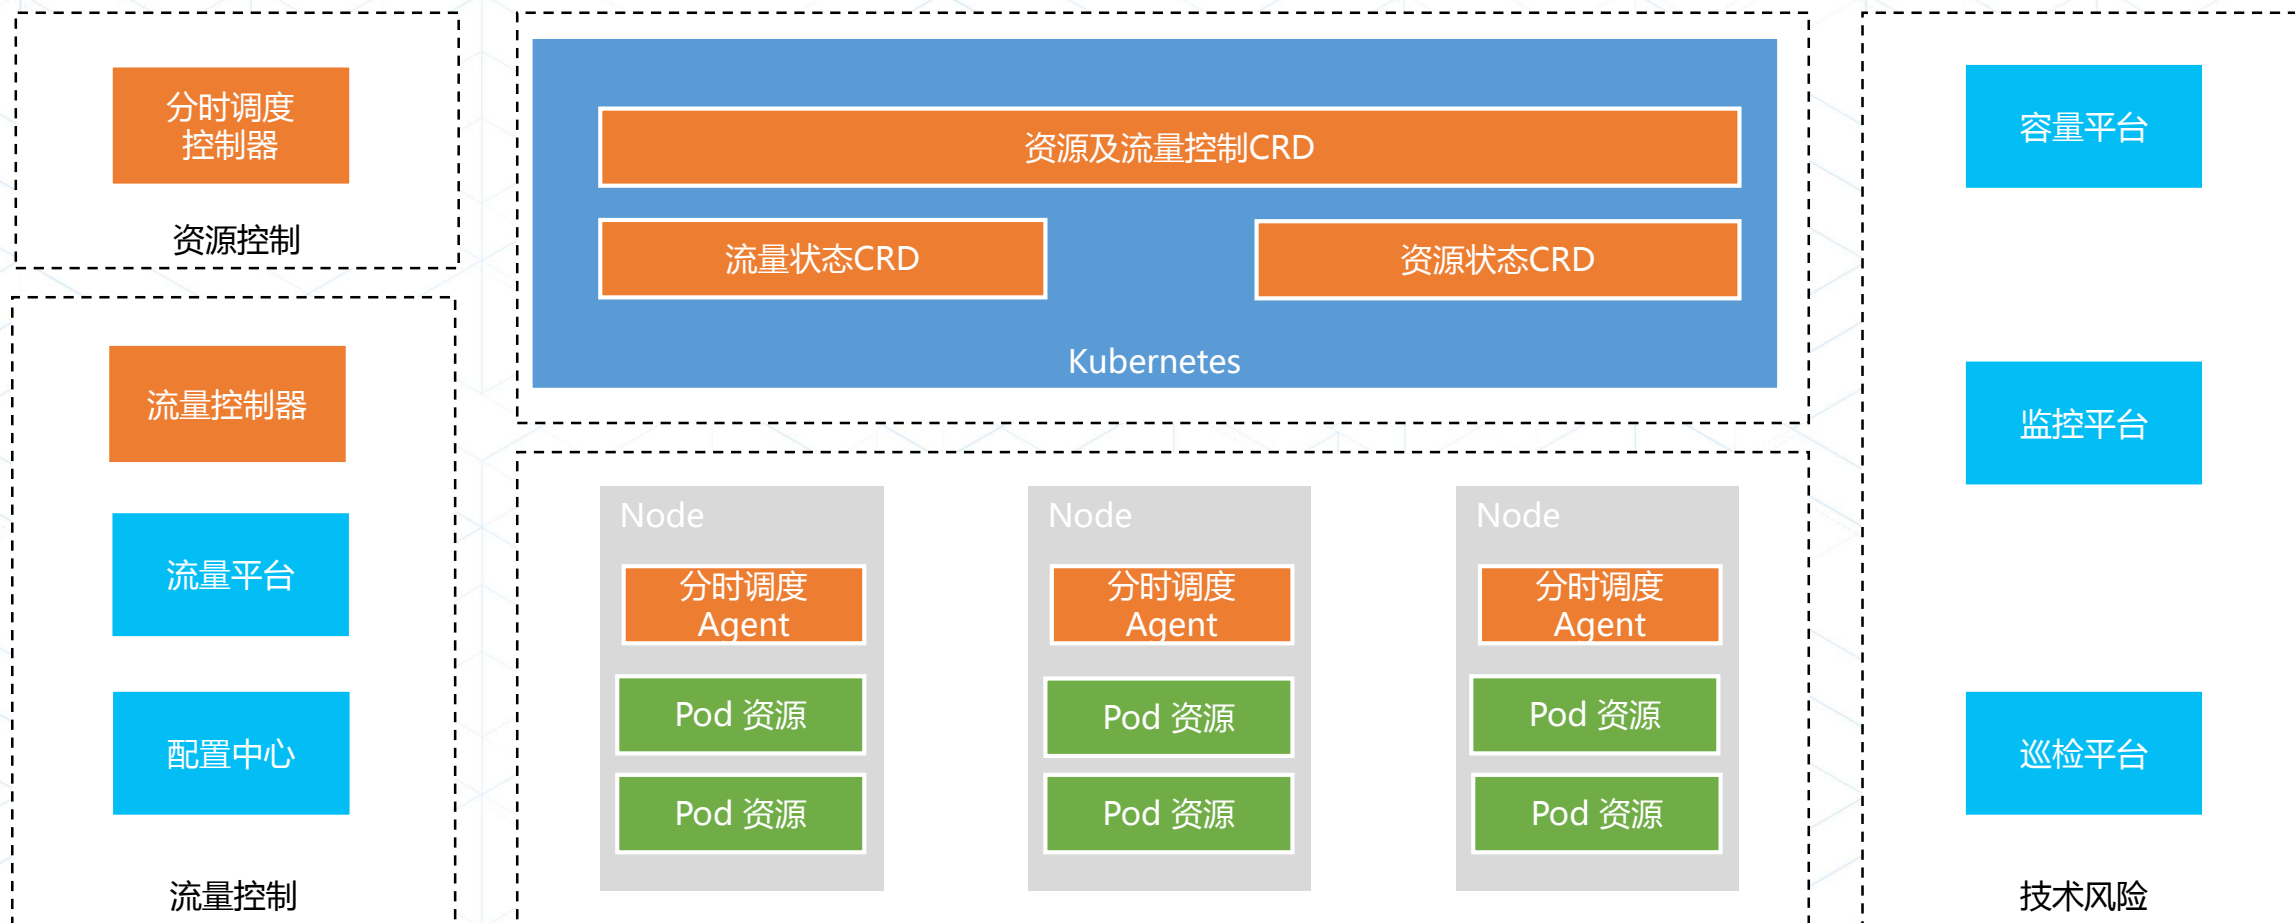 分时调度
控制器
资源控制
流量控制器
流量平台
配置中心
流量控制
资源及流量控制CRD
流量状态CRD
资源状态CRD
Kubernetes
Node
分时调度
Agent
Pod 资源
Pod 资源
Node
分时调度
Agent
Pod 资源
Pod 资源
Node
分时调度
Agent
Pod 资源
Pod 资源
容量平台
监控平台
巡检平台
技术风险